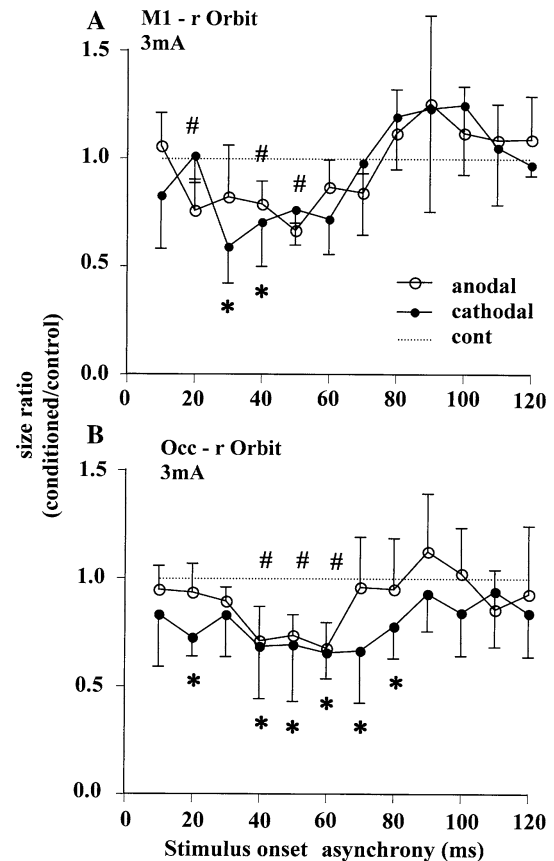 A
M1 - r Orbit
3mA
1.5
1.0
0.5
0.0
# # #
* *
anodal
cathodal
cont
0 20 40 60 80 100 120
size ratio
(conditioned/control)
B
Occ - r Orbit
3mA
1.5
1.0
0.5
0.0
# # #
* * * * * *
0 20 40 60 80 100 120
Stimulus onset asynchrony (ms)